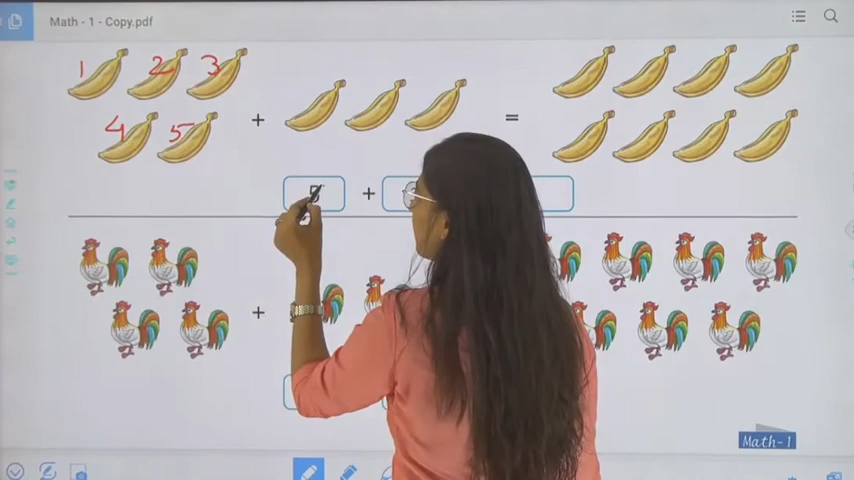 Math - 1 - Copy.pdf
1 2 3
+ =
4 5
5 +
+
Math-1